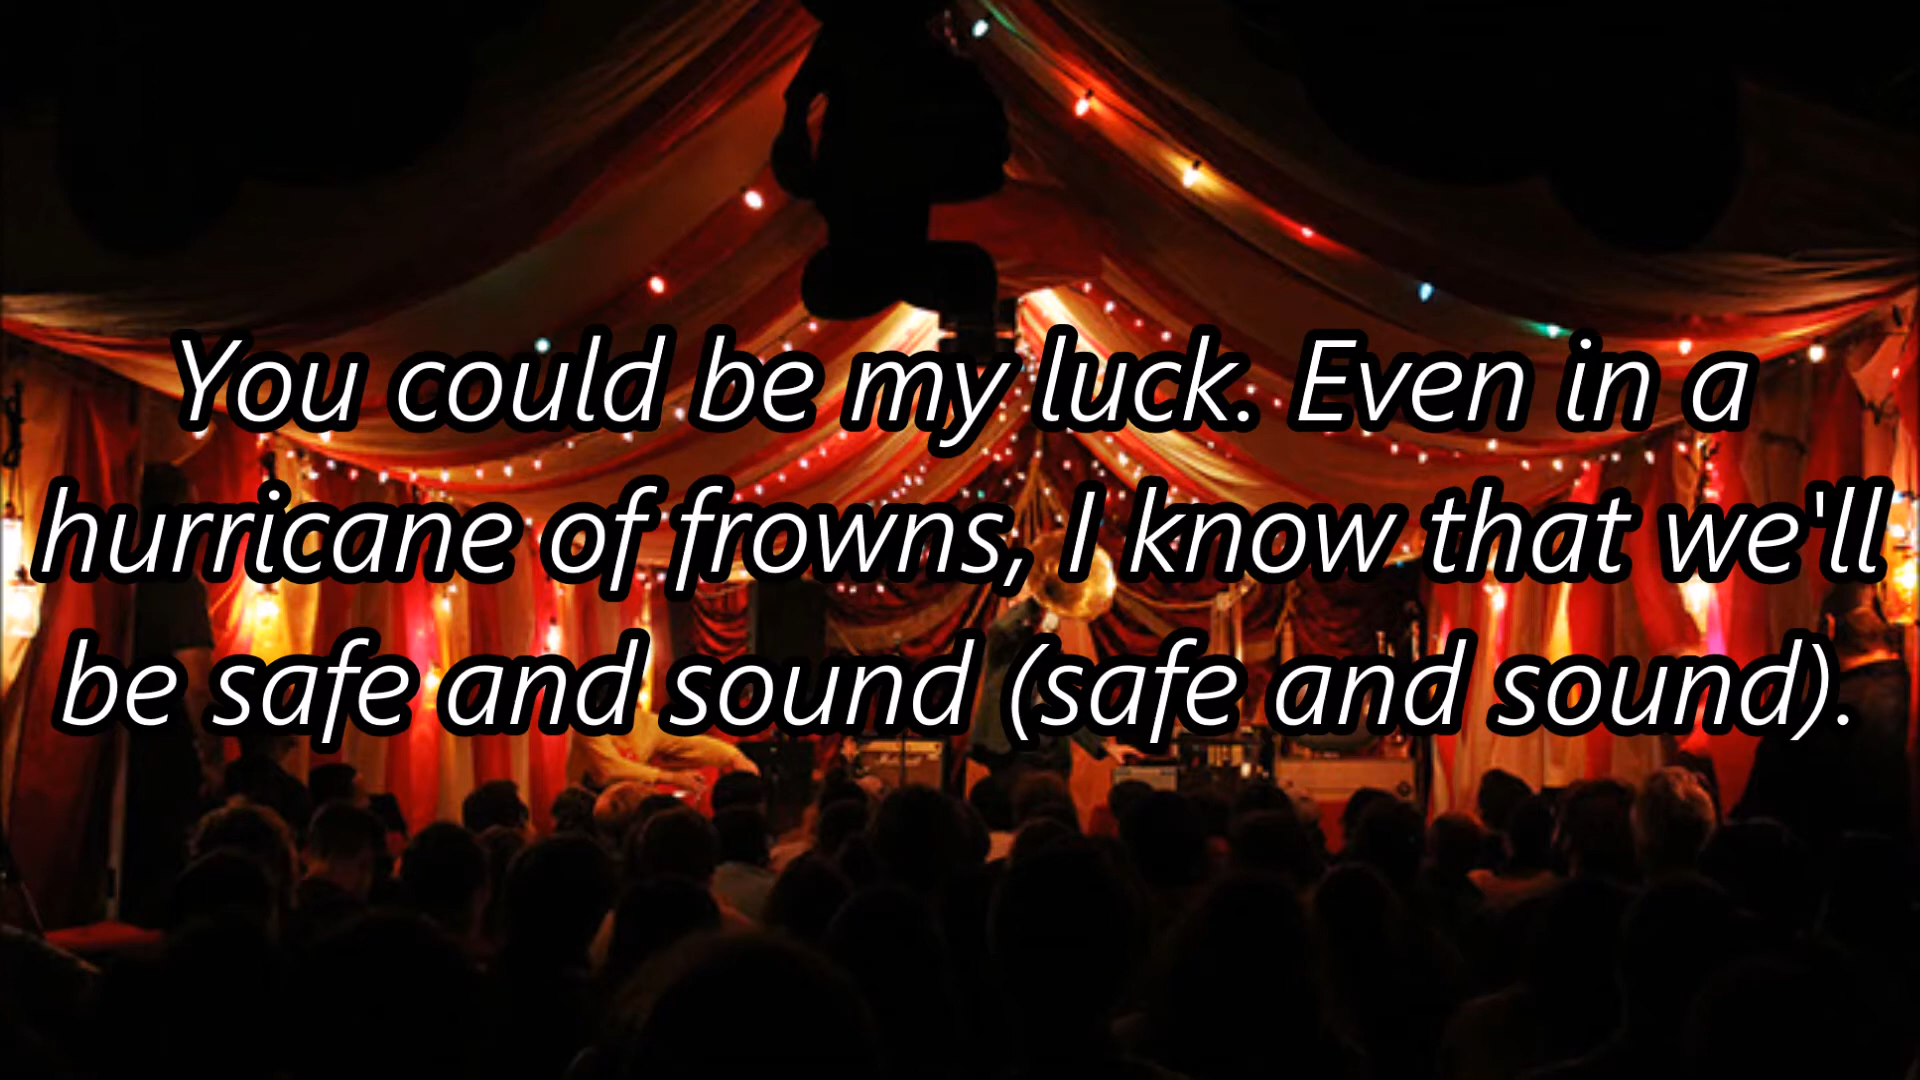 You could be my luck. Even in a
hurricane of frowns, I know that we'll
be safe and sound (safe and sound).